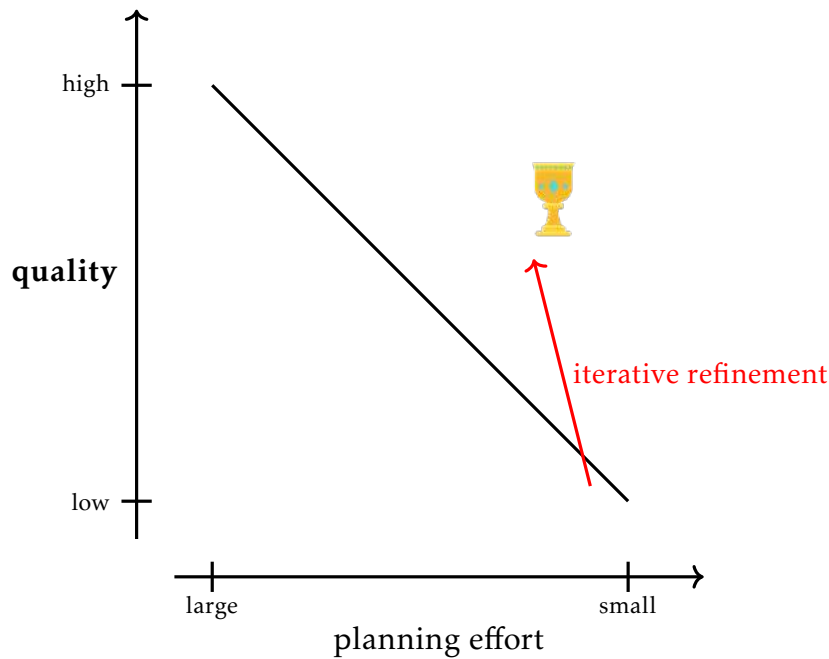 high
quality
iterative refinement
low
large
small
planning effort